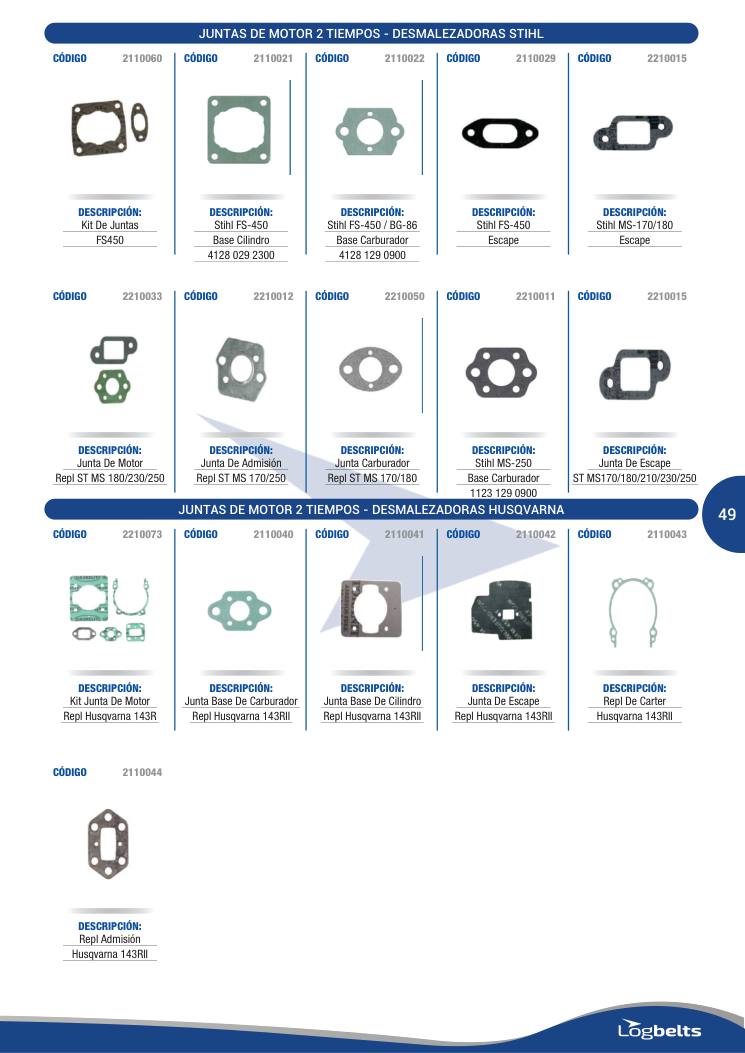 JUNTAS DE MOTOR 2 TIEMPOS - DESMALEZADORAS STIHL
CÓDIGO 2110060
DESCRIPCIÓN:
Kit De Juntas
FS450
CÓDIGO 2110021
DESCRIPCIÓN:
Stihl FS-450
Base Cilindro
4128 029 2300
CÓDIGO 2110022
DESCRIPCIÓN:
Stihl FS-450 / BG-86
Base Carburador
4128 129 0900
CÓDIGO 2110029
DESCRIPCIÓN:
Stihl FS-450
Escape
CÓDIGO 2210015
DESCRIPCIÓN:
Stihl MS-170/180
Escape
CÓDIGO 2210033
DESCRIPCIÓN:
Junta De Motor
Repl ST MS 180/230/250
CÓDIGO 2210012
DESCRIPCIÓN:
Junta De Admisión
Repl ST MS 170/250
CÓDIGO 2210050
DESCRIPCIÓN:
Junta Carburador
Repl ST MS 170/180
CÓDIGO 2210011
DESCRIPCIÓN:
Stihl MS-250
Base Carburador
1123 129 0900
CÓDIGO 2210015
DESCRIPCIÓN:
Junta De Escape
ST MS170/180/210/230/250
49
JUNTAS DE MOTOR 2 TIEMPOS - DESMALEZADORAS HUSQVARNA
CÓDIGO 2210073
DESCRIPCIÓN:
Kit Junta De Motor
Repl Husqvarna 143R
CÓDIGO 2110040
DESCRIPCIÓN:
Junta Base De Carburador
Repl Husqvarna 143RII
CÓDIGO 2110041
DESCRIPCIÓN:
Junta Base De Cilindro
Repl Husqvarna 143RII
CÓDIGO 2110042
DESCRIPCIÓN:
Junta De Escape
Repl Husqvarna 143RII
CÓDIGO 2110043
DESCRIPCIÓN:
Repl De Carter
Husqvarna 143RII
CÓDIGO 2110044
DESCRIPCIÓN:
Repl Admisión
Husqvarna 143RII
Logbelts